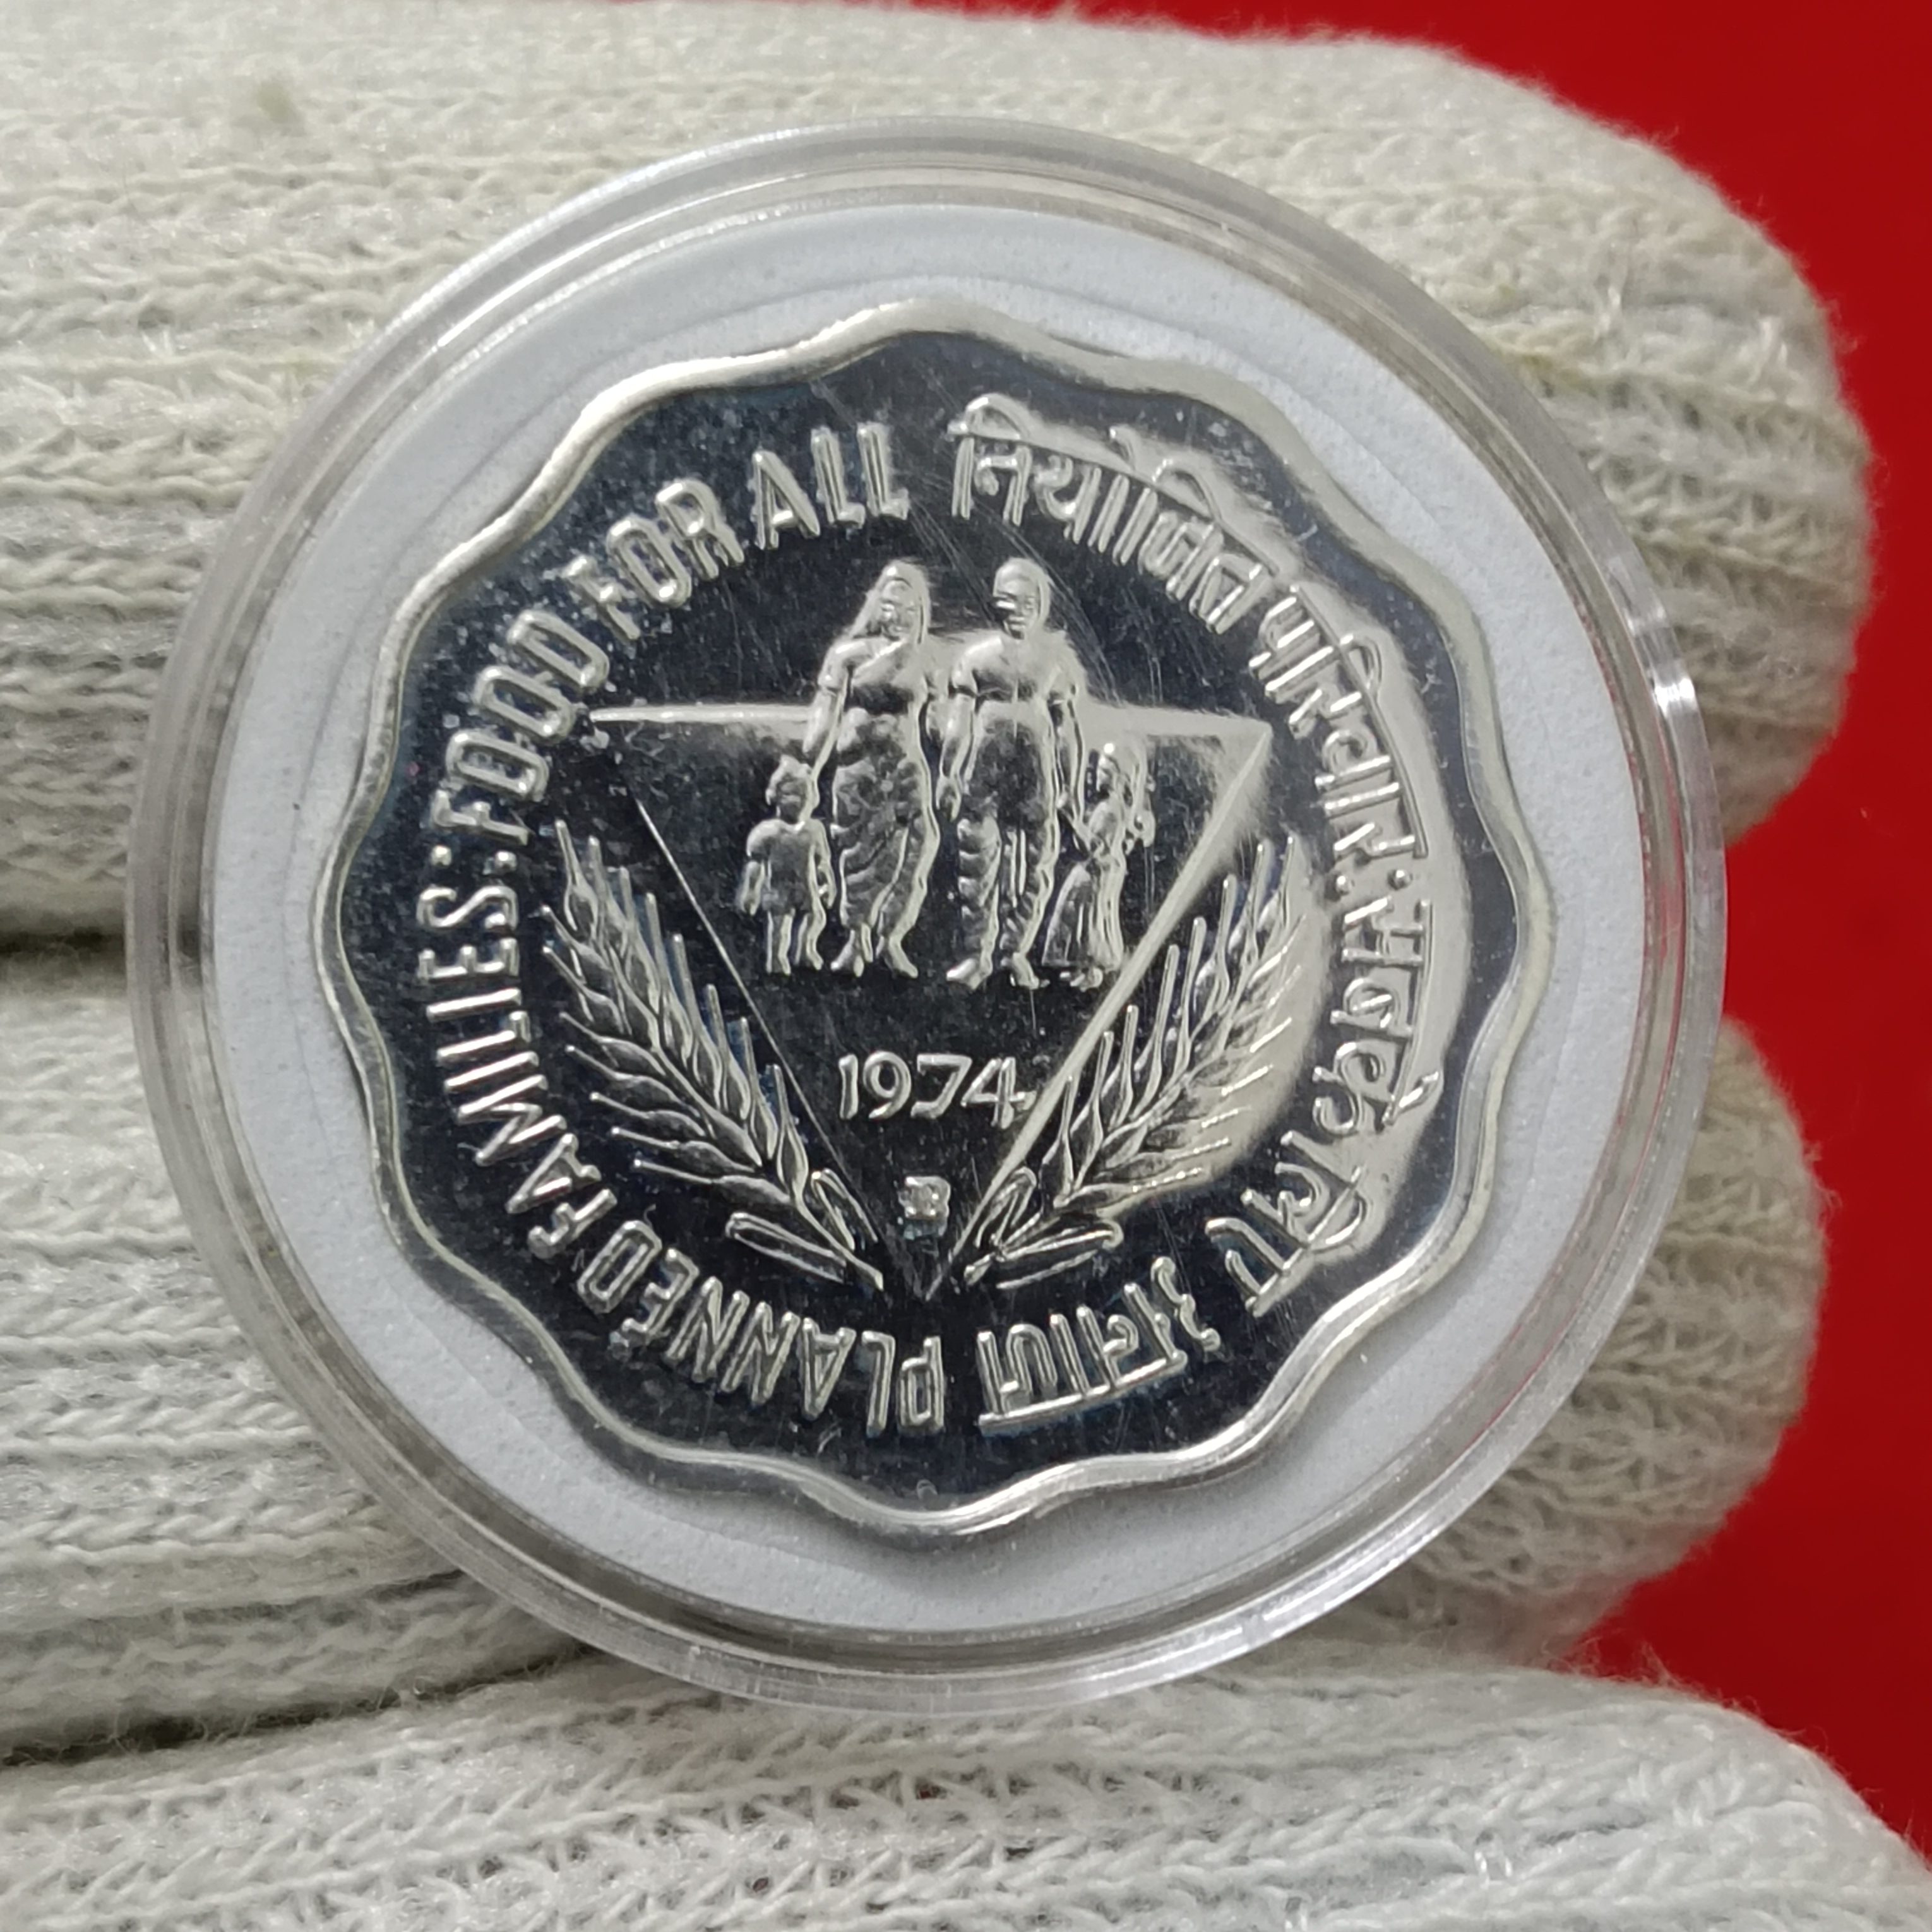 PLANNED FAMILIES: FOOD FOR ALL
नियोजित परिवार: सबके लिए अनाज
1974
B